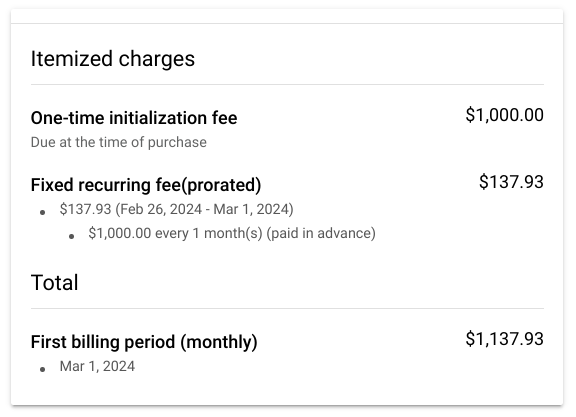 Itemized charges
One-time initialization fee $1,000.00
Due at the time of purchase
Fixed recurring fee(prorated) $137.93
$137.93 (Feb 26, 2024 - Mar 1, 2024)
$1,000.00 every 1 month(s) (paid in advance)
Total
First billing period (monthly) $1,137.93
Mar 1, 2024